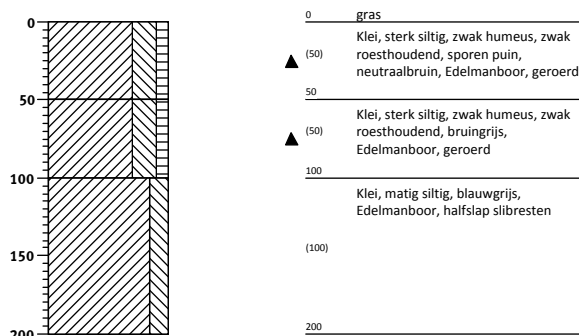 0
50
100
150
200
0 gras
Klei, sterk siltig, zwak humeus, zwak
(50) roesthoudend, sporen puin,
neutraalbruin, Edelmanboor, geroerd
50
Klei, sterk siltig, zwak humeus, zwak
(50) roesthoudend, bruingrijs,
Edelmanboor, geroerd
100
Klei, matig siltig, blauwgrijs,
Edelmanboor, halfslap slibresten
(100)
200